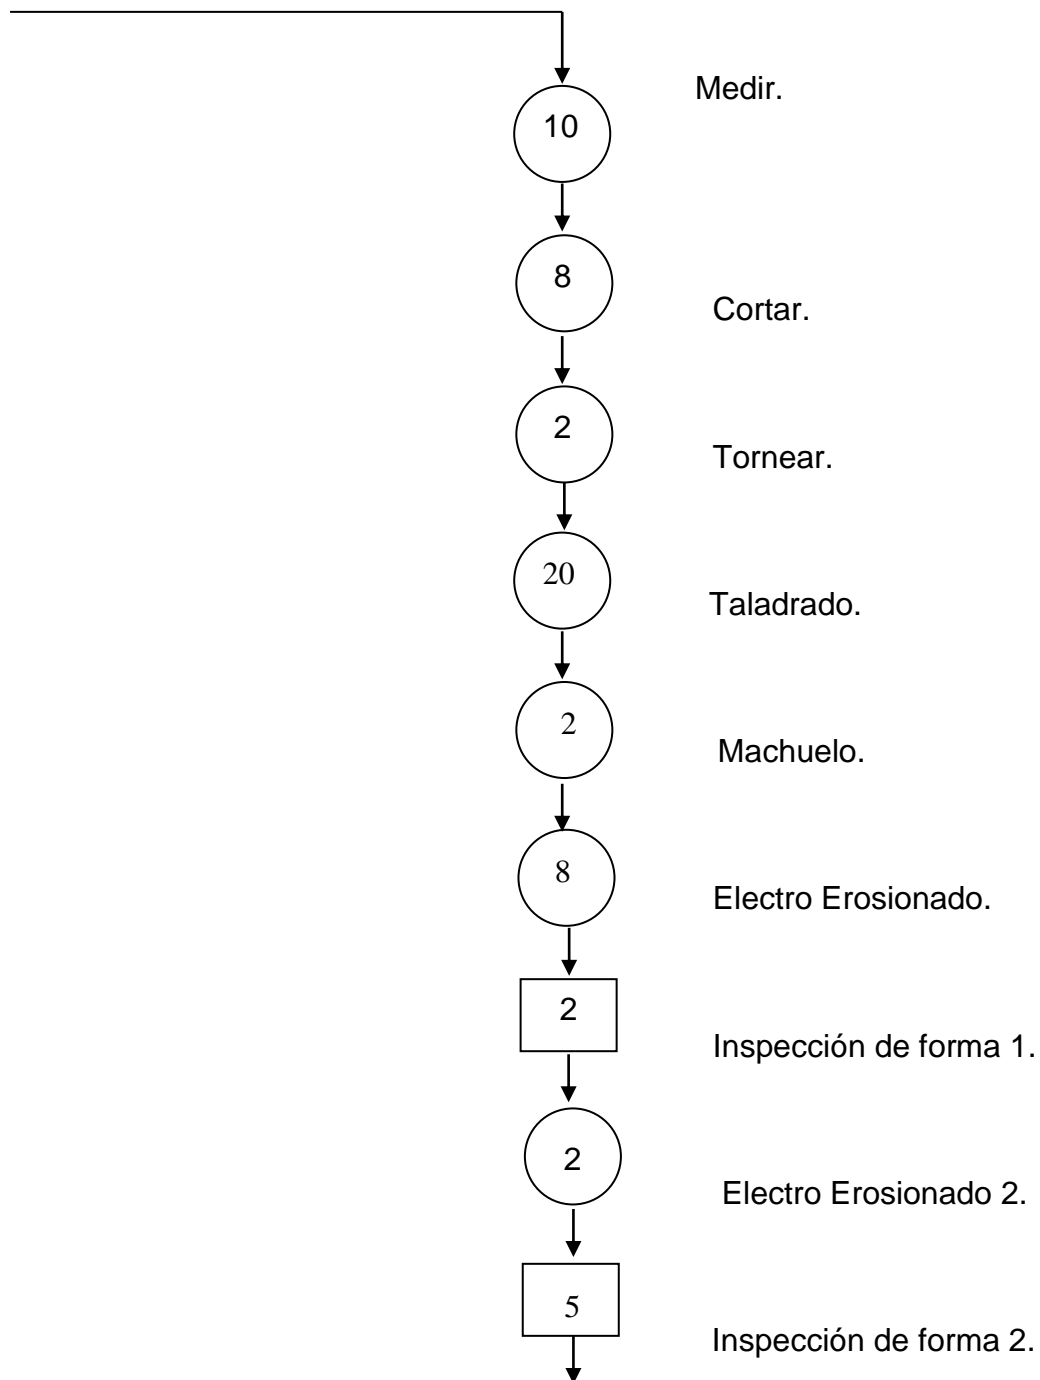 Medir.
10
8
Cortar.
2
Tornear.
20
Taladrado.
2
Machuelo.
8
Electro Erosionado.
2
Inspección de forma 1.
2
Electro Erosionado 2.
5
Inspección de forma 2.